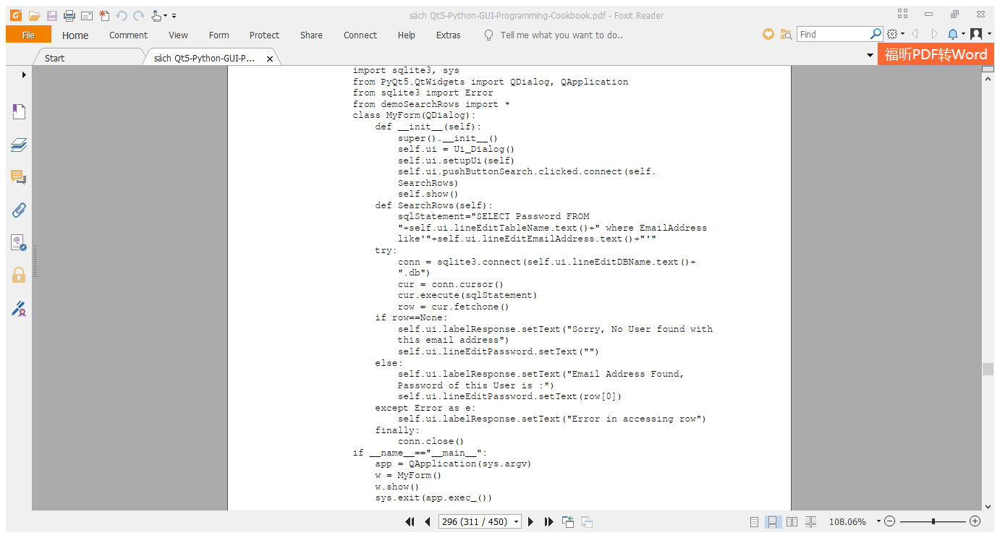 sách Qt5-Python-GUI-Programming-Cookbook.pdf - Foxit Reader
File Home Comment View Form Protect Share Connect Help Extras Tell me what you want to do.. Find
Start sách Qt5-Python-GUI-P... 福昕PDF转Word
import sqlite3, sys
from PyQt5.QtWidgets import QDialog, QApplication
from sqlite3 import Error
from demoSearchRows import *
class MyForm(QDialog):
def __init__(self):
super().__init__()
self.ui = Ui_Dialog()
self.ui.setupUi(self)
self.ui.pushButtonSearch.clicked.connect(self.
SearchRows)
self.show()
def SearchRows(self):
sqlStatement="SELECT Password FROM
"+self.ui.lineEditTableName.text()+" where EmailAddress
like'"+self.ui.lineEditEmailAddress.text()+"'"
try:
conn = sqlite3.connect(self.ui.lineEditDBName.text()+
".db")
cur = conn.cursor()
cur.execute(sqlStatement)
row = cur.fetchone()
if row==None:
self.ui.labelResponse.setText("Sorry, No User found with
this email address")
self.ui.lineEditPassword.setText("")
else:
self.ui.labelResponse.setText("Email Address Found,
Password of this User is :")
self.ui.lineEditPassword.setText(row[0])
except Error as e:
self.ui.labelResponse.setText("Error in accessing row")
finally:
conn.close()
if __name__=="__main__":
app = QApplication(sys.argv)
w = MyForm()
w.show()
sys.exit(app.exec_())
296 (311 / 450) 108.06%